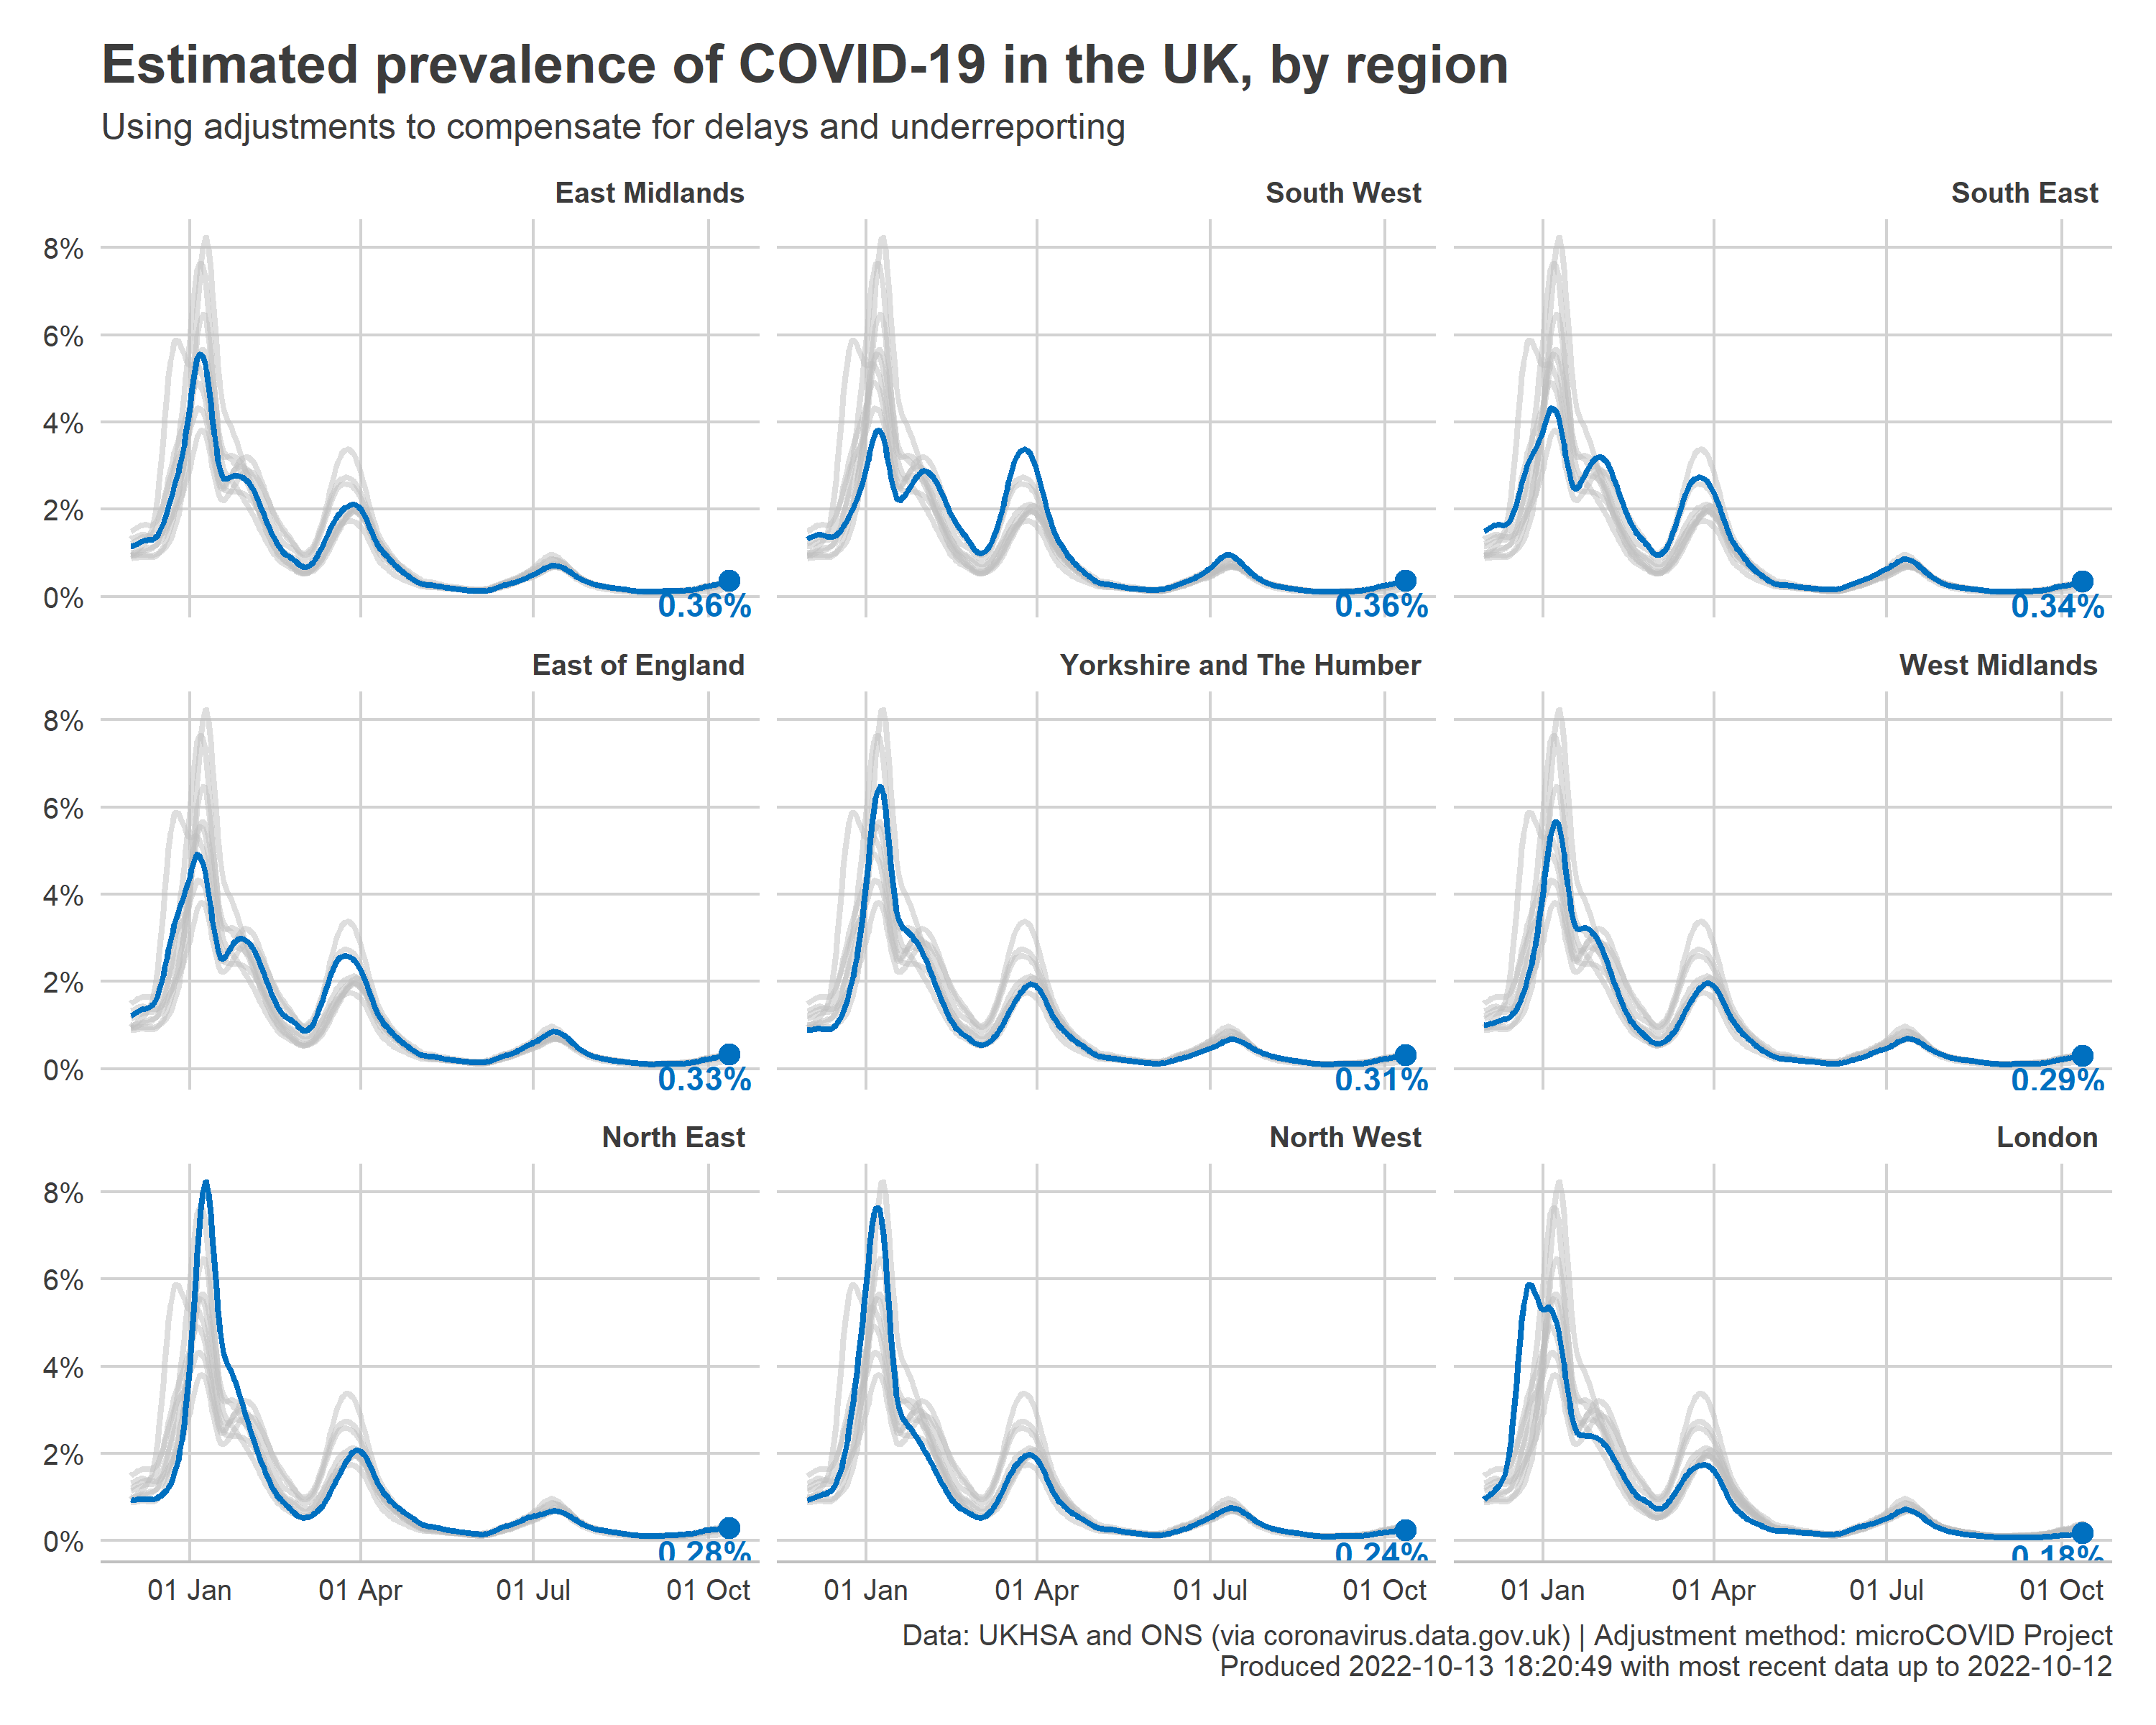 Estimated prevalence of COVID-19 in the UK, by region
Using adjustments to compensate for delays and underreporting
East Midlands
South West
South East
8%
6%
4%
2%
0%
0.36%
0.36%
0.34%
East of England
Yorkshire and The Humber
West Midlands
8%
6%
4%
2%
0%
0.33%
0.31%
0.29%
North East
North West
London
8%
6%
4%
2%
0%
0.28%
0.24%
0.18%
01 Jan 01 Apr 01 Jul 01 Oct
01 Jan 01 Apr 01 Jul 01 Oct
01 Jan 01 Apr 01 Jul 01 Oct
Data: UKHSA and ONS (via coronavirus.data.gov.uk) | Adjustment method: microCOVID Project
Produced 2022-10-13 18:20:49 with most recent data up to 2022-10-12